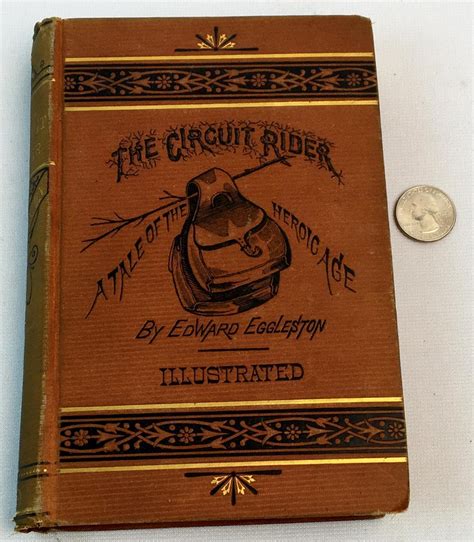 THE CIRCUIT RIDER
A TALE OF THE HEROIC AGE
BY EDWARD EGGLESTON
ILLUSTRATED